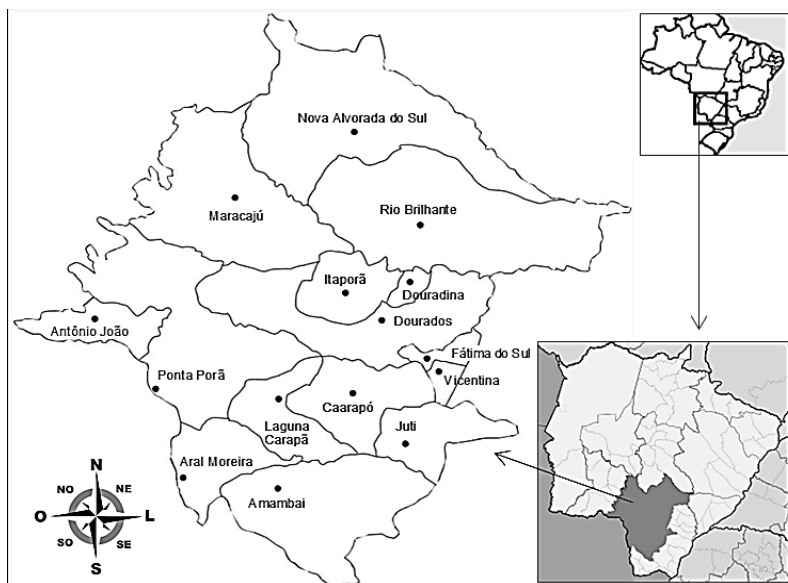 Nova Alvorada do Sul
Maracajú
Rio Brilhante
Itaporã
Douradina
Dourados
Antônio João
Fátima do Sul
Vicentina
Ponta Porã
Caarapó
Laguna
Carapã
Juti
Aral Moreira
Amambai
N
NO
NE
O
L
SO
SE
S